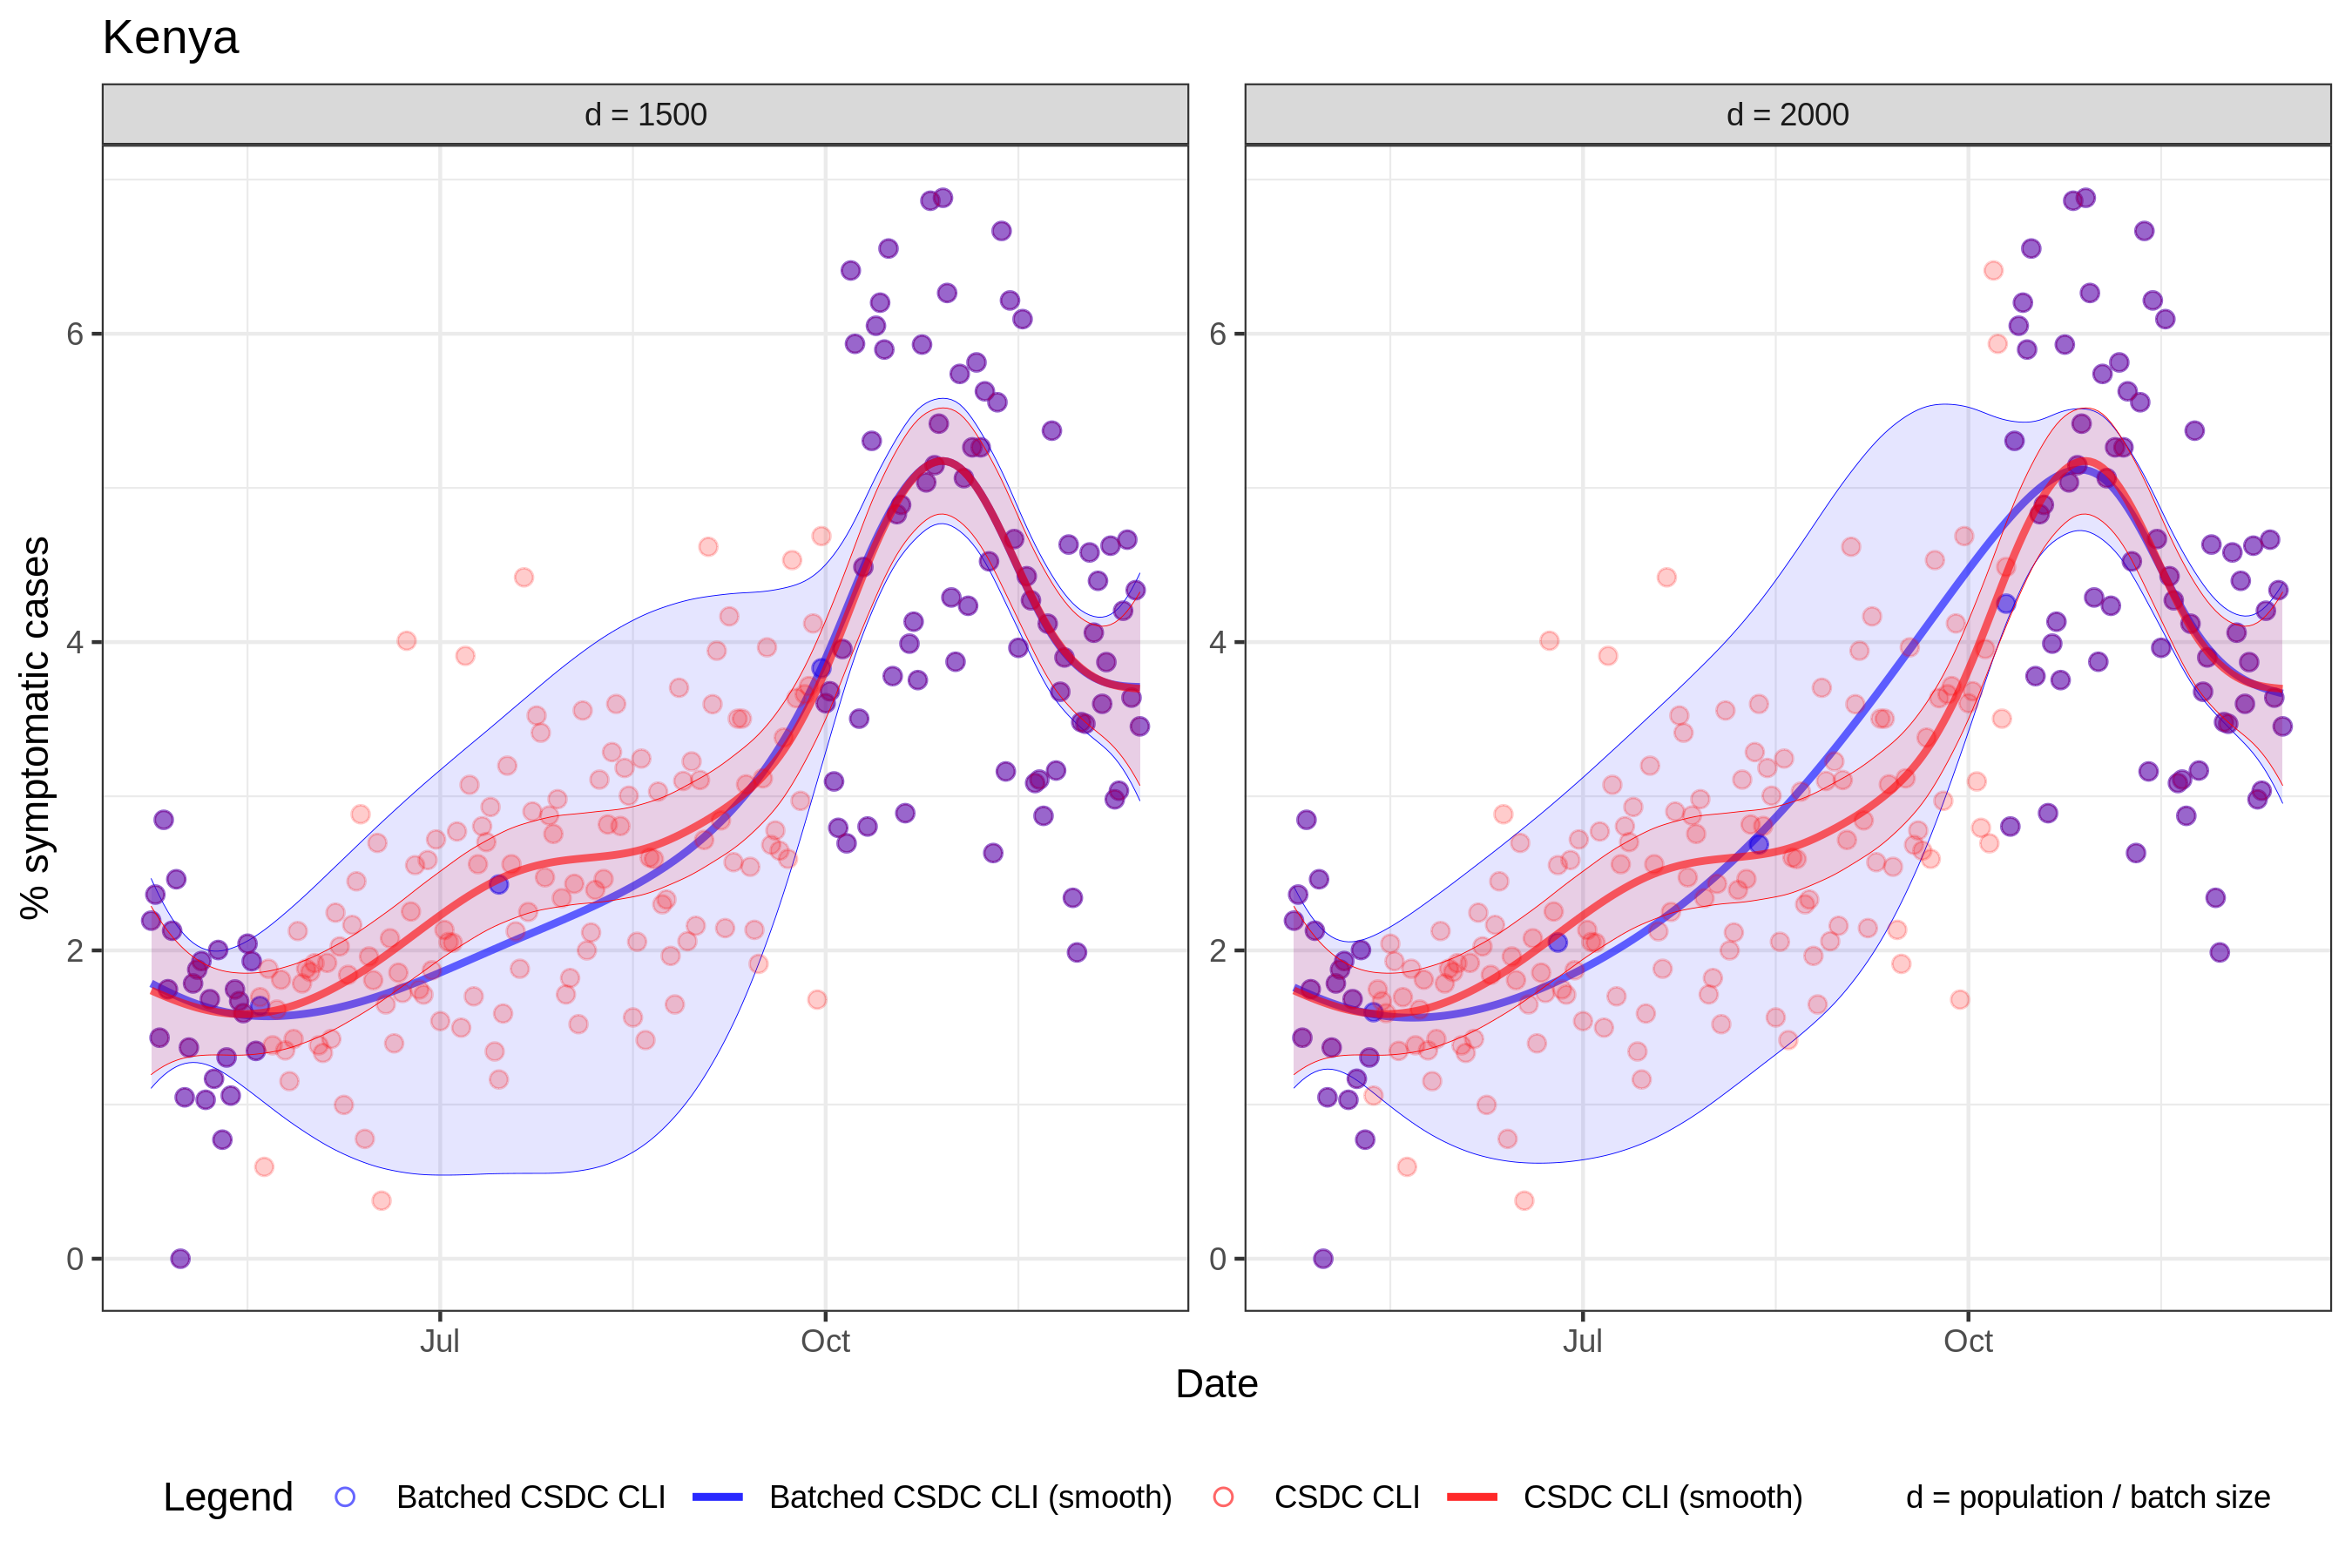 Kenya
d = 1500
d = 2000
% symptomatic cases
6
4
2
0
6
4
2
0
Jul
Oct
Jul
Oct
Date
Legend
Batched CSDC CLI
Batched CSDC CLI (smooth)
CSDC CLI
CSDC CLI (smooth)
d = population / batch size